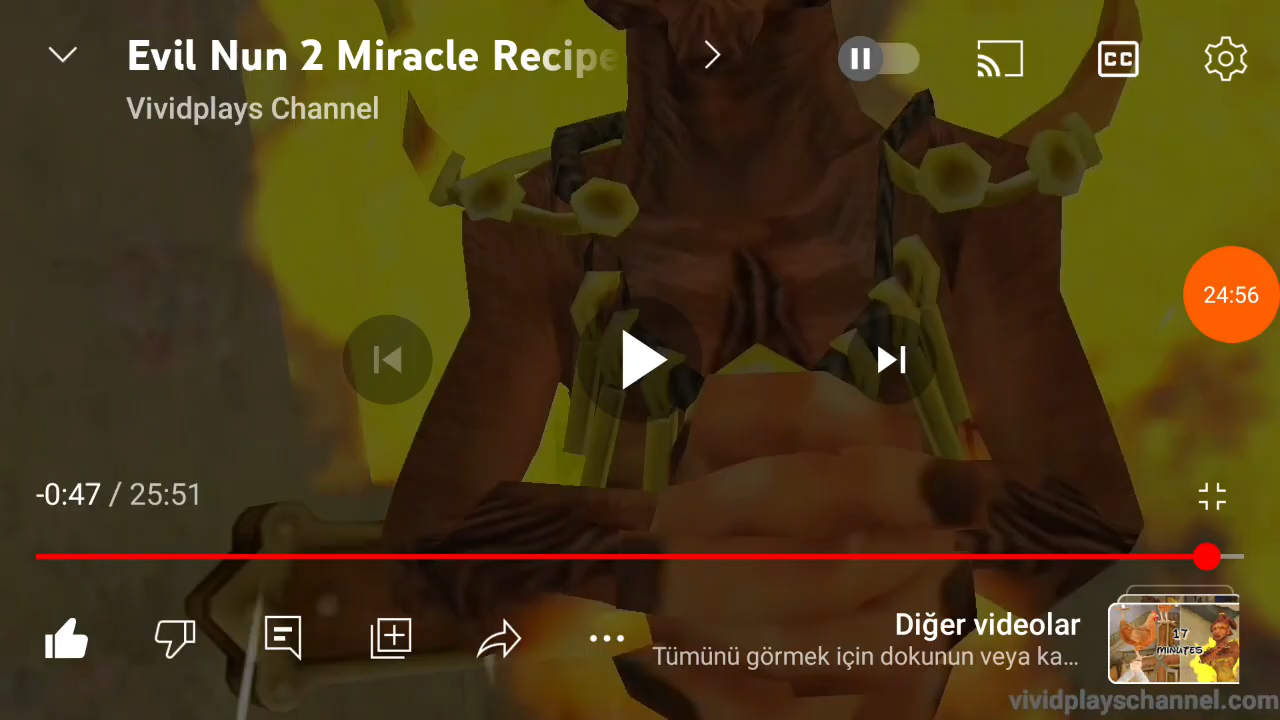 Evil Nun 2 Miracle Recipe
Vividplays Channel
CC
24:56
-0:47 / 25:51
Diğer videolar
Tümünü görmek için dokunun veya ka...
17
MINUTES
vividplayschannel.com